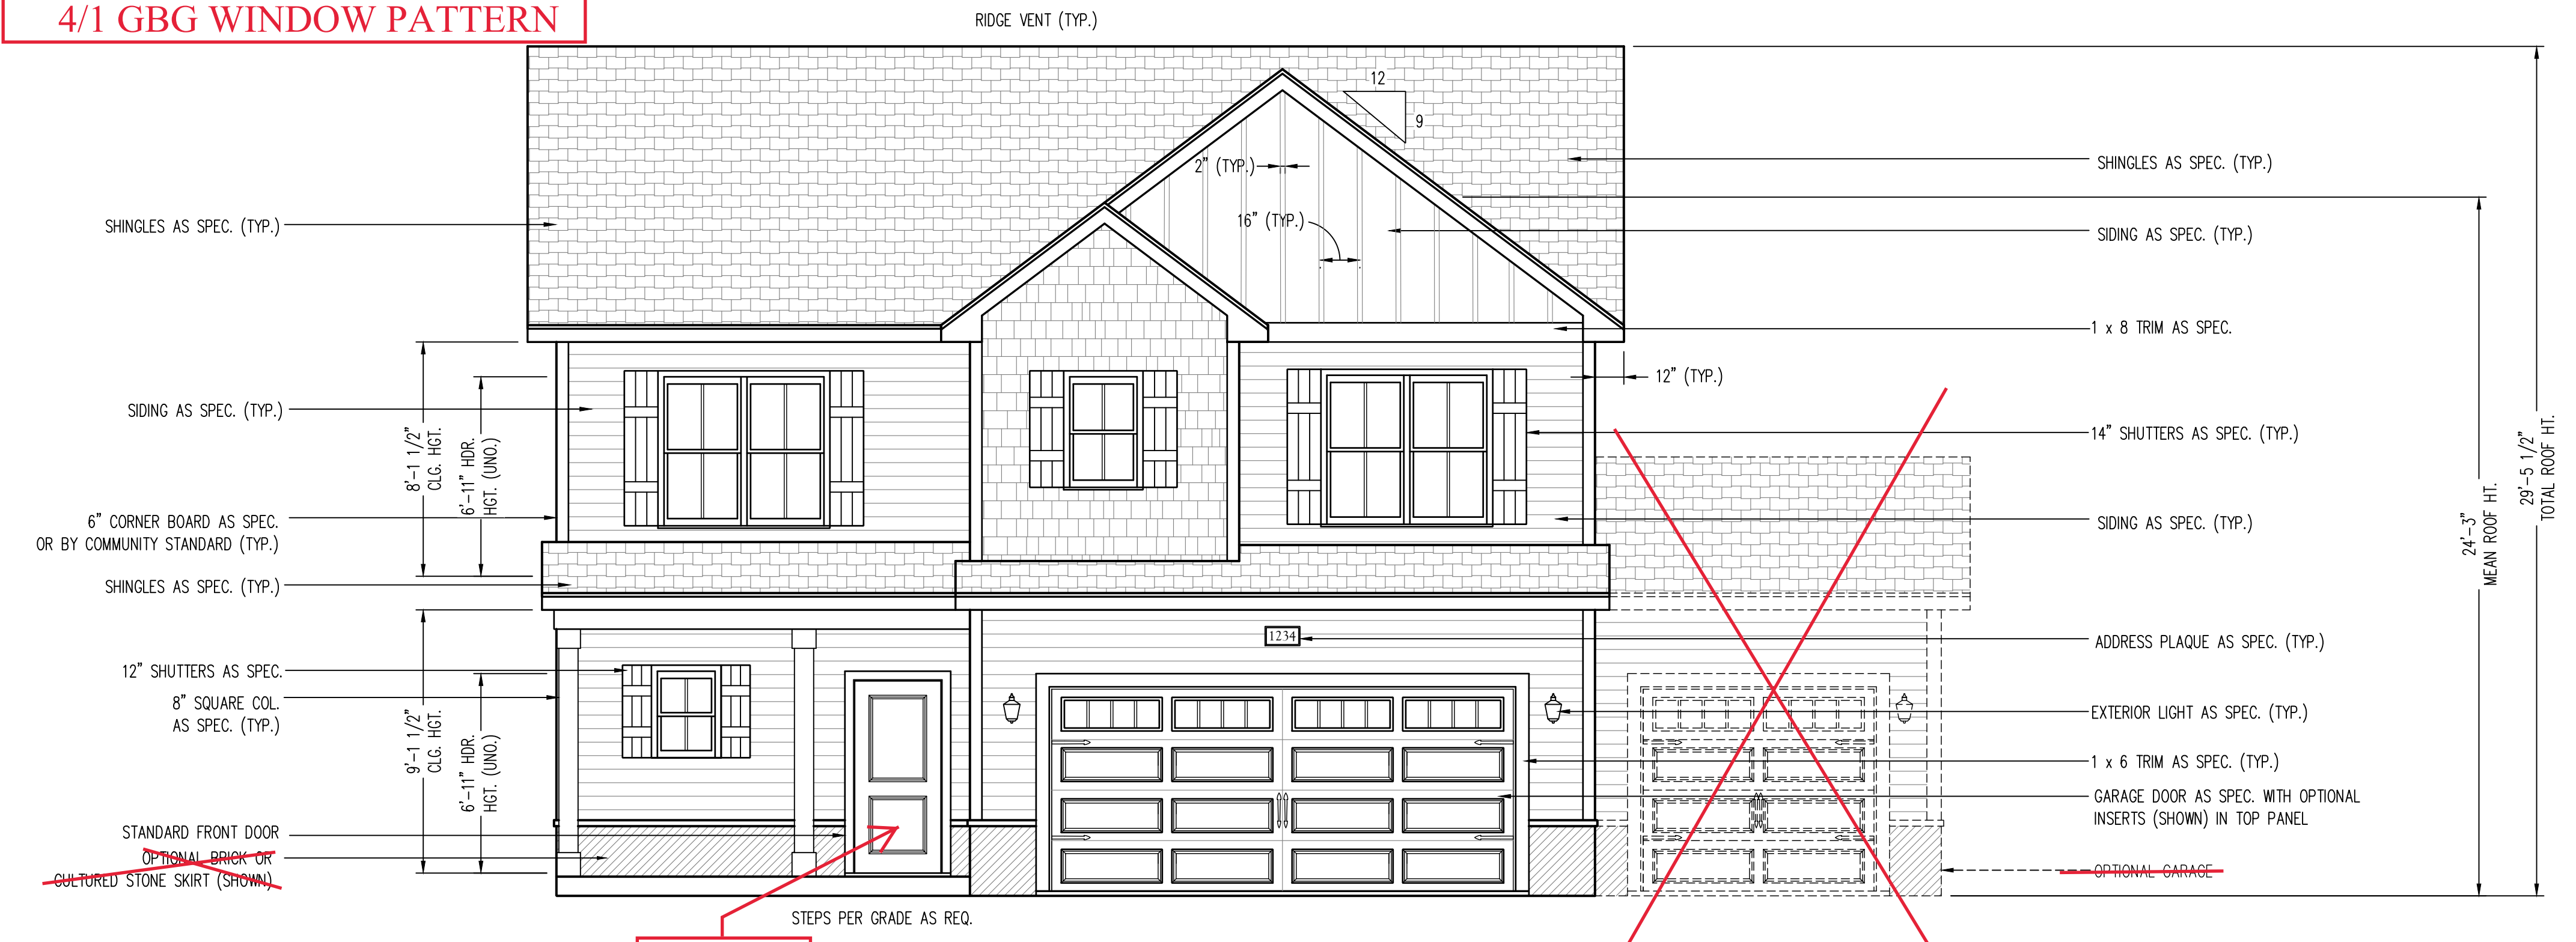 4/1 GBG WINDOW PATTERN
RIDGE VENT (TYP.)
12
9
2" (TYP.)
16" (TYP.)
SHINGLES AS SPEC. (TYP.)
SIDING AS SPEC. (TYP.)
8'-1 1/2"
CLG. HGT.
6'-11" HDR.
HGT. (UNO.)
6" CORNER BOARD AS SPEC.
OR BY COMMUNITY STANDARD (TYP.)
SHINGLES AS SPEC. (TYP.)
12" SHUTTERS AS SPEC.
8" SQUARE COL.
AS SPEC. (TYP.)
9'-1 1/2"
CLG. HGT.
6'-11" HDR.
HGT. (UNO.)
STANDARD FRONT DOOR
OPTIONAL BRICK OR
CULTURED STONE SKIRT (SHOWN)
STEPS PER GRADE AS REQ.
1234
SHINGLES AS SPEC. (TYP.)
SIDING AS SPEC. (TYP.)
1 x 8 TRIM AS SPEC.
12" (TYP.)
14" SHUTTERS AS SPEC. (TYP.)
SIDING AS SPEC. (TYP.)
ADDRESS PLAQUE AS SPEC. (TYP.)
EXTERIOR LIGHT AS SPEC. (TYP.)
1 x 6 TRIM AS SPEC. (TYP.)
GARAGE DOOR AS SPEC. WITH OPTIONAL
INSERTS (SHOWN) IN TOP PANEL
OPTIONAL GARAGE
24'-3"
MEAN ROOF HT.
29'-5 1/2"
TOTAL ROOF HT.